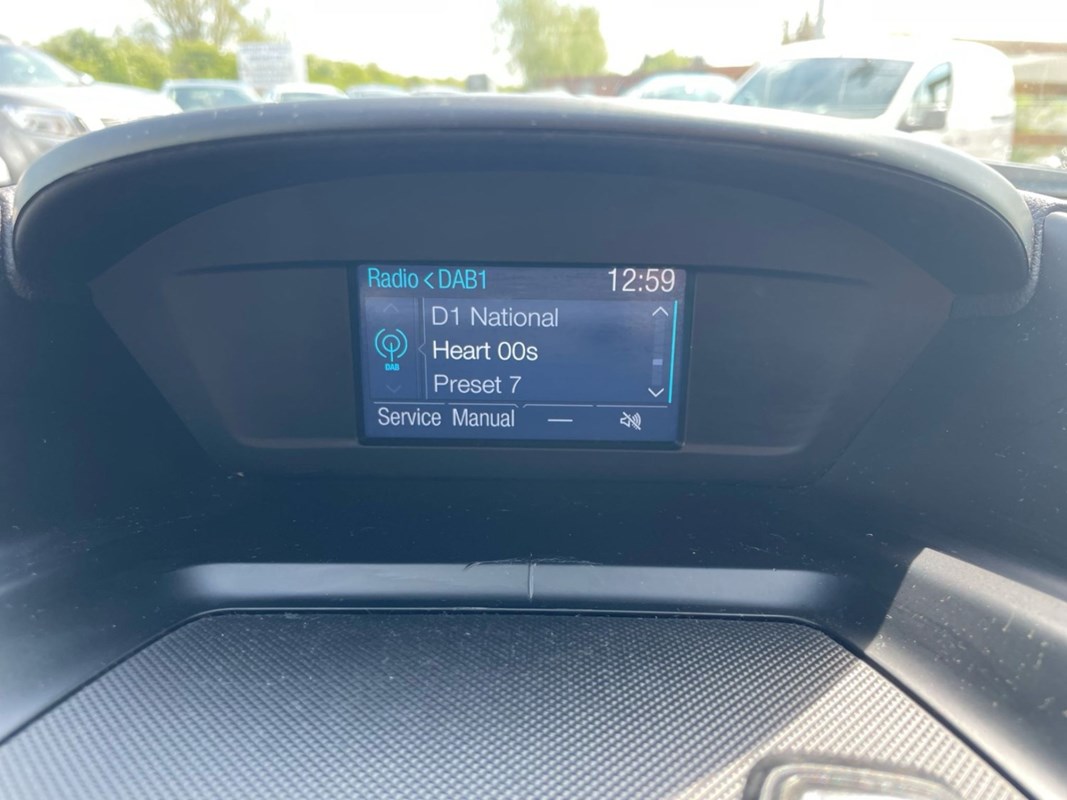 Radio < DAB1 12:59
D1 National
Heart 00s
DAB
Preset 7
Service Manual —